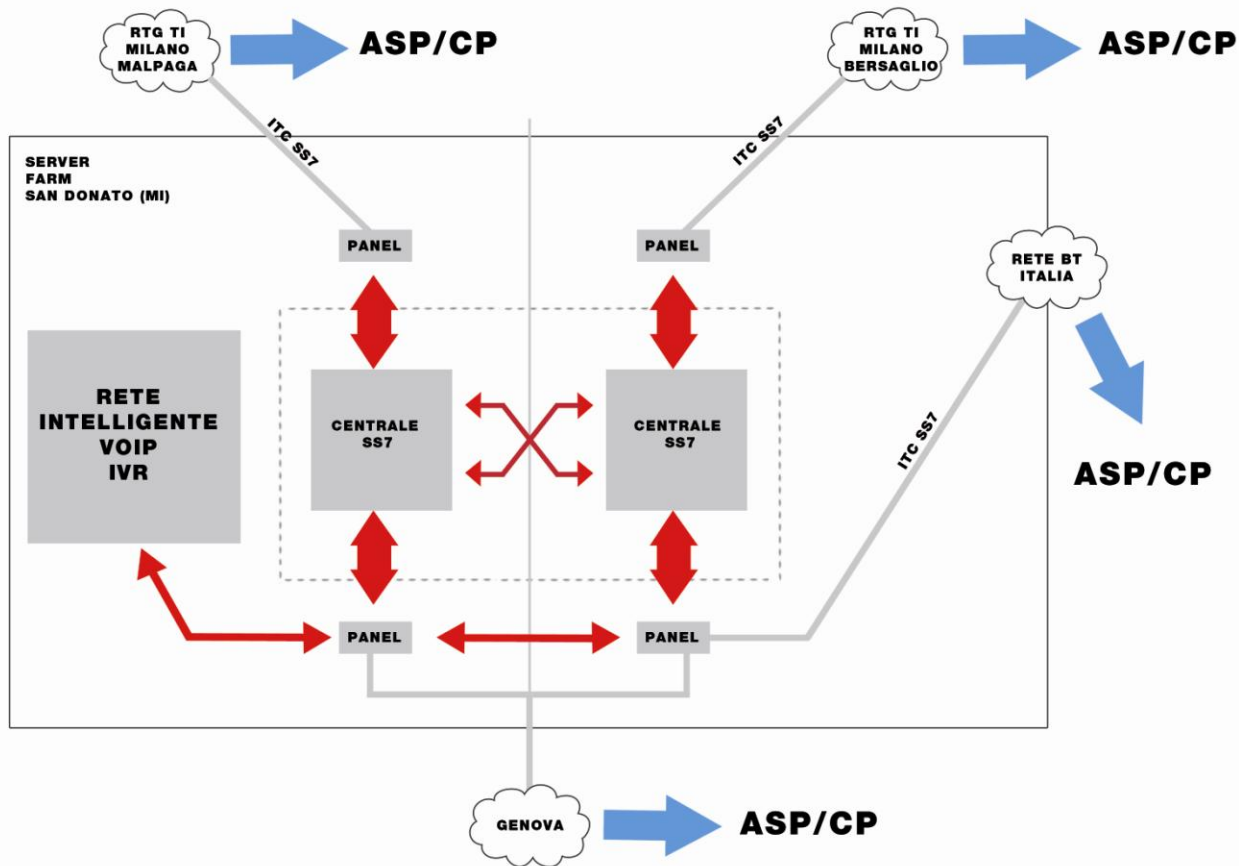 RTG TI
MILANO
MALPAGA
ASP/CP
RTG TI
MILANO
BERSAGLIO
ASP/CP
ITC SS7
ITC SS7
SERVER
FARM
SAN DONATO (MI)
PANEL
PANEL
RETE BT
ITALIA
RETE
INTELLIGENTE
VOIP
IVR
CENTRALE
SS7
CENTRALE
SS7
ITC SS7
ASP/CP
PANEL
PANEL
GENOVA
ASP/CP